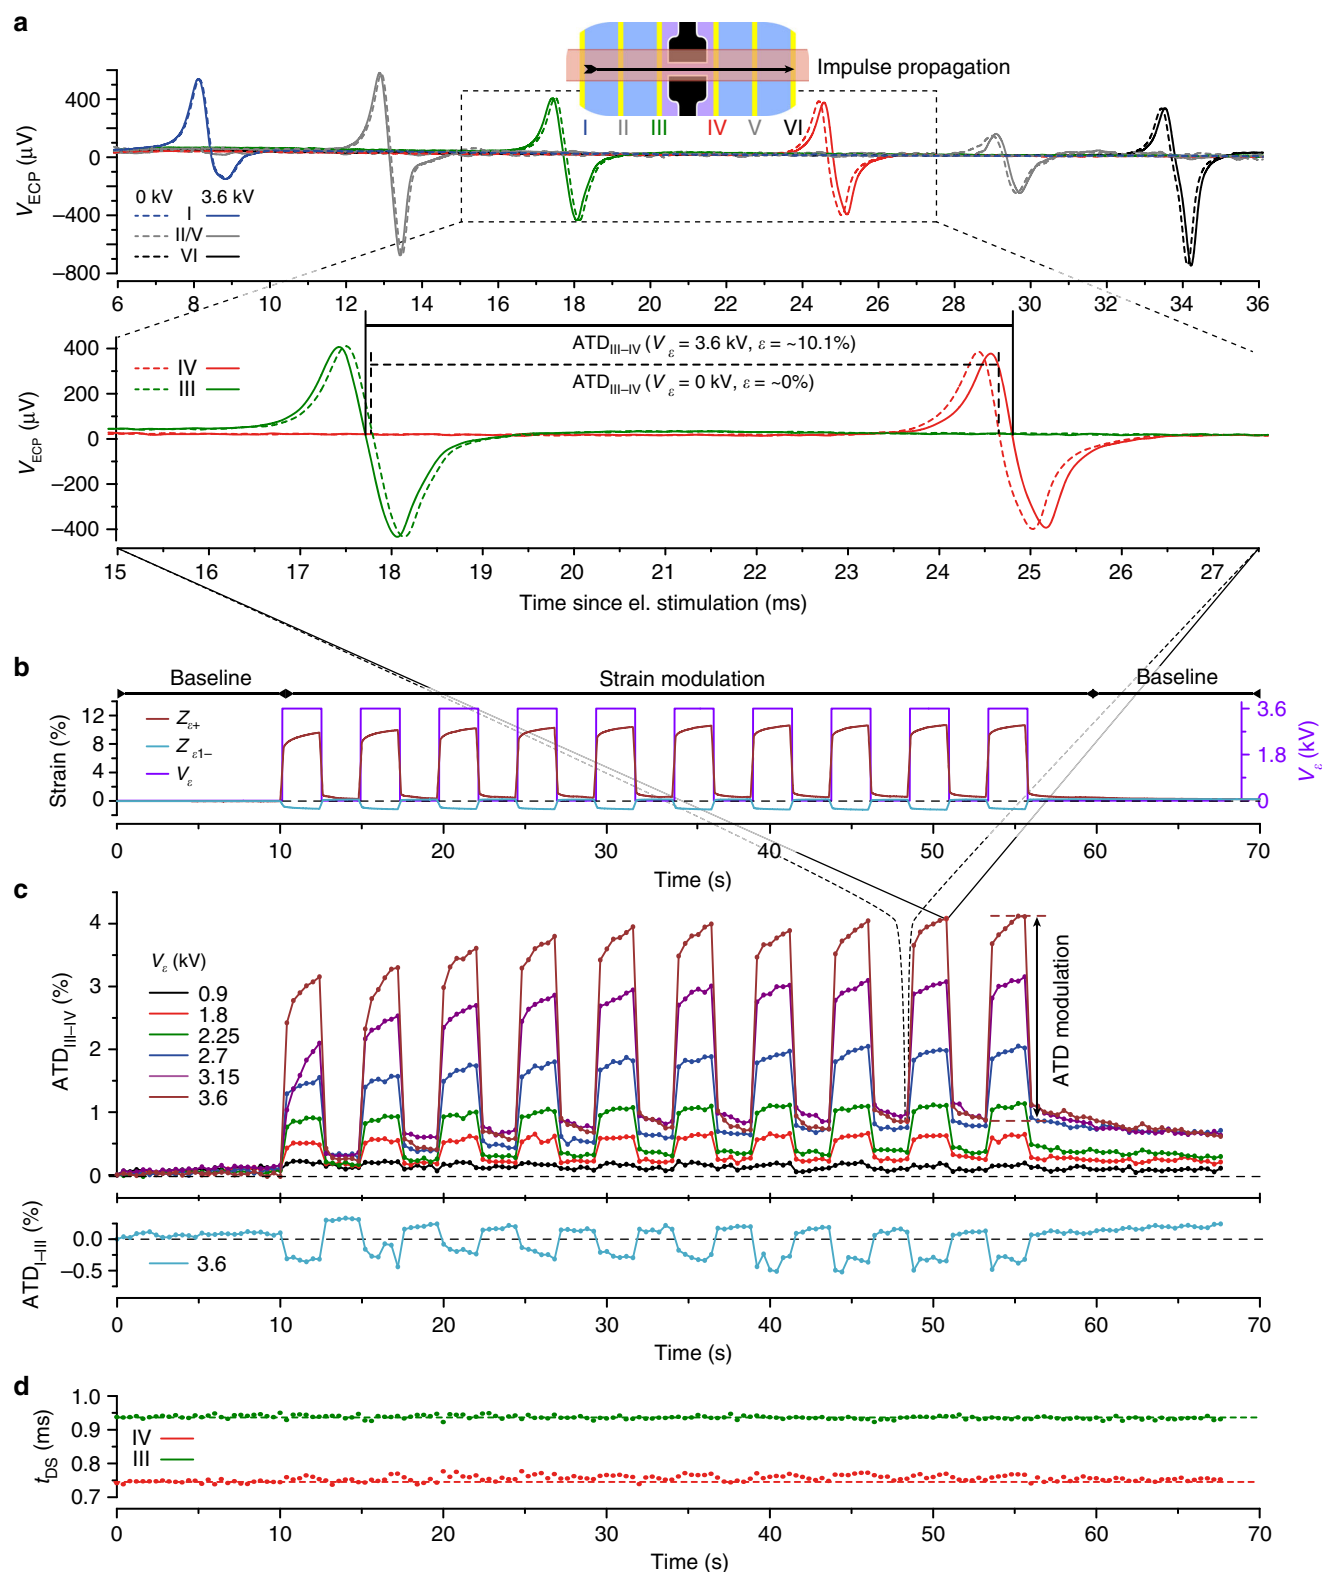 a
Impulse propagation
I II III IV V VI
V_ECP (µV)
400
0
−400
−800
0 kV 3.6 kV
I
II/V
VI
6 8 10 12 14 16 18 20 22 24 26 28 30 32 34 36
ATD_III–IV (V_ε = 3.6 kV, ε = ~10.1%)
ATD_III–IV (V_ε = 0 kV, ε = ~0%)
V_ECP (µV)
400
200
0
−200
−400
IV
III
15 16 17 18 19 20 21 22 23 24 25 26 27
Time since el. stimulation (ms)
b
Baseline Strain modulation Baseline
Strain (%)
12
8
4
0
Z_ε+
Z_ε1−
V_ε
3.6
1.8
0
V_ε (kV)
0 10 20 30 40 50 60 70
Time (s)
c
ATD_III–IV (%)
4
3
2
1
0
V_ε (kV)
0.9
1.8
2.25
2.7
3.15
3.6
ATD modulation
ATD_I–III (%)
0.0
−0.5
3.6
0 10 20 30 40 50 60 70
Time (s)
d
t_DS (ms)
1.0
0.9
0.8
0.7
IV
III
0 10 20 30 40 50 60 70
Time (s)